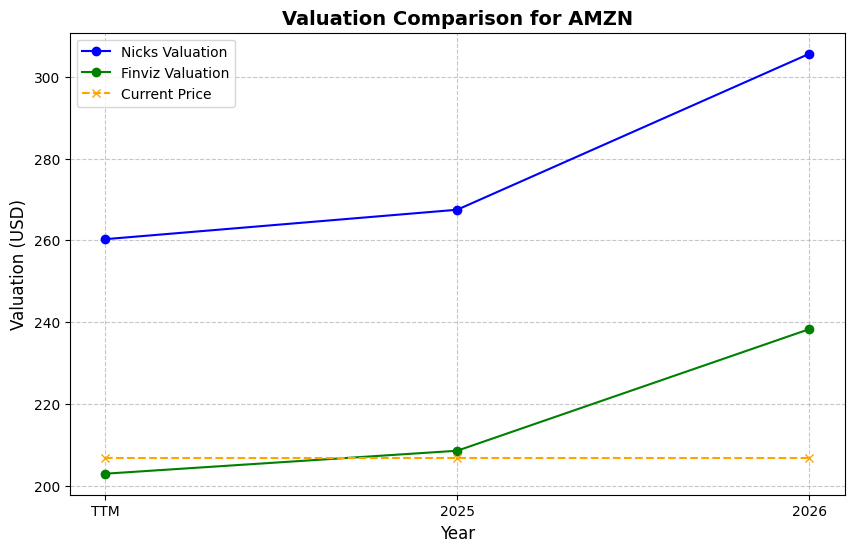 Valuation Comparison for AMZN
Nicks Valuation
Finviz Valuation
Current Price
Valuation (USD)
300
280
260
240
220
200
TTM
2025
2026
Year